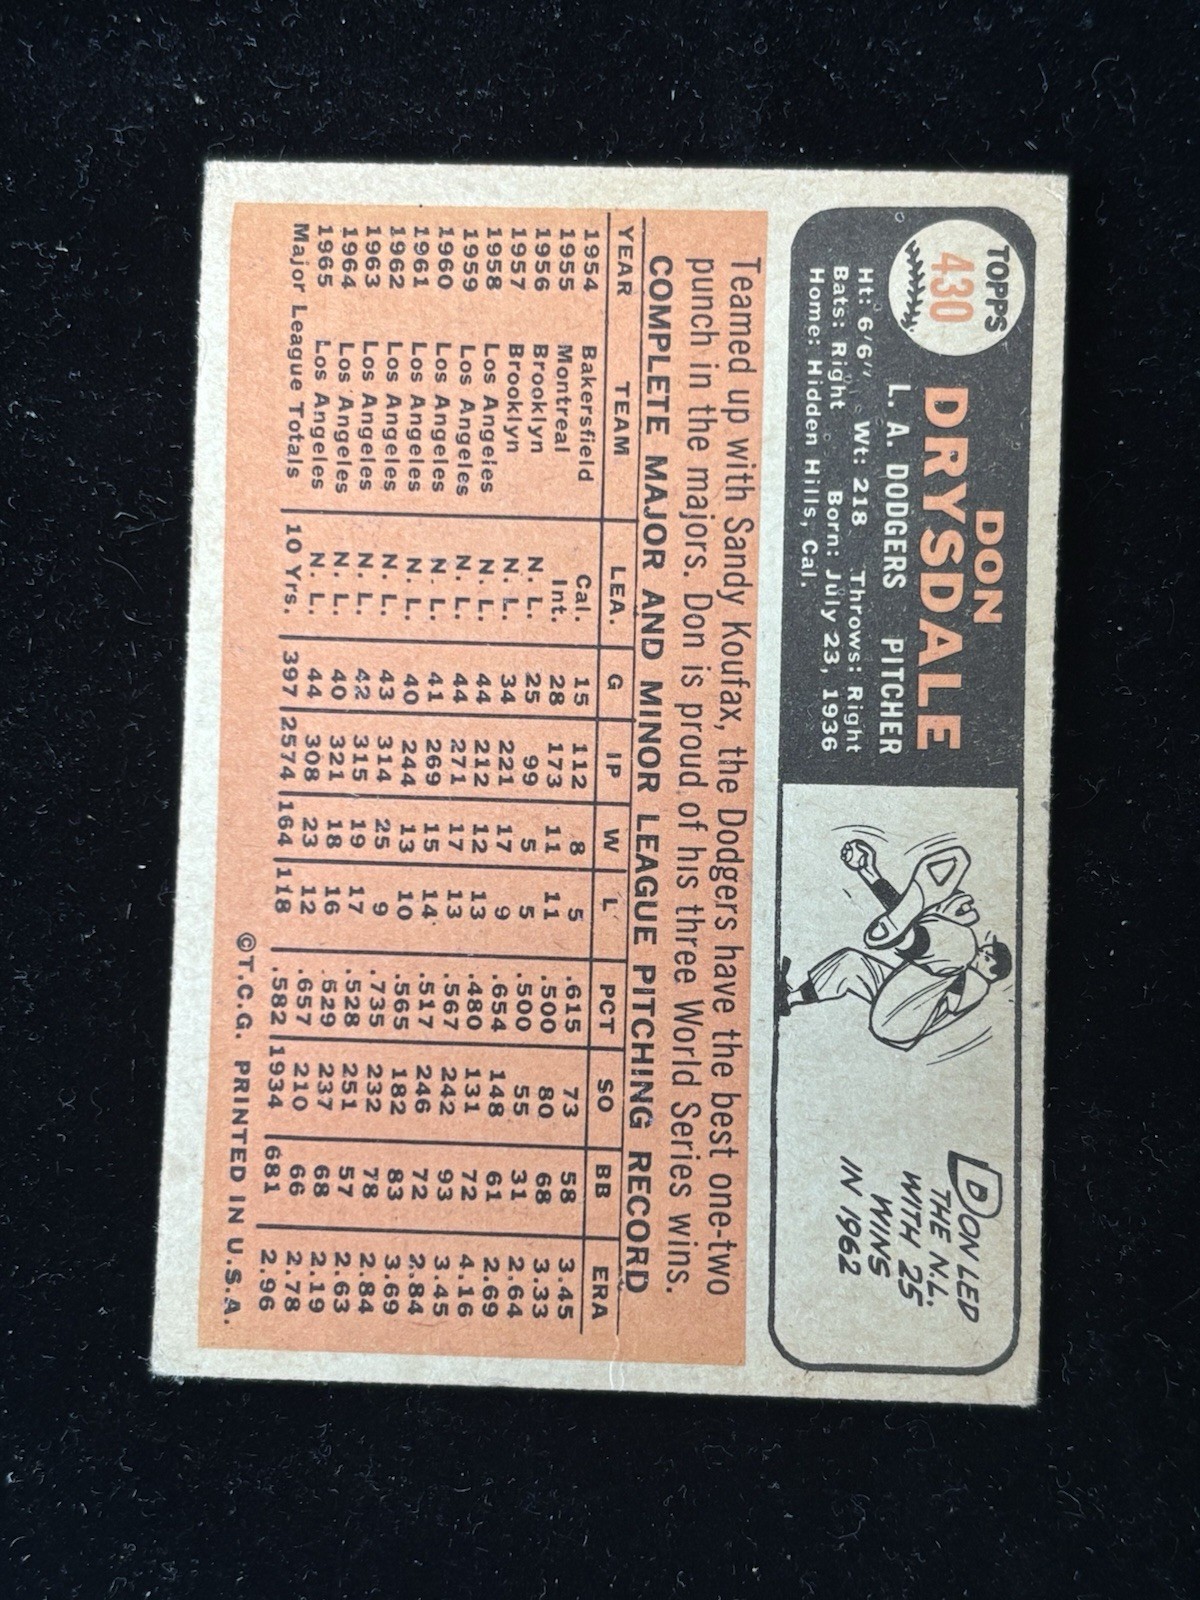 TOPPS
430
DON
DRYSDALE
L. A. DODGERS PITCHER
Ht: 6'6" Wt: 218 Throws: Right
Bats: Right Born: July 23, 1936
Home: Hidden Hills, Cal.
DON LED
THE N.L.
WITH 25
WINS
IN 1962
Teamed up with Sandy Koufax, the Dodgers have the best one-two
punch in the majors. Don is proud of his three World Series wins.
COMPLETE MAJOR AND MINOR LEAGUE PITCHING RECORD
YEAR TEAM LEA. G IP W L PCT SO BB ERA
1954 Bakersfield Cal. 15 112 8 5 .615 73 58 3.45
1955 Montreal Int. 28 173 11 11 .500 80 68 3.33
1956 Brooklyn N. L. 25 99 5 5 .500 55 31 2.64
1957 Brooklyn N. L. 34 221 17 9 .654 148 61 2.69
1958 Los Angeles N. L. 44 212 12 13 .480 131 72 4.16
1959 Los Angeles N. L. 44 271 17 13 .567 242 93 3.45
1960 Los Angeles N. L. 41 269 15 14 .517 246 72 2.84
1961 Los Angeles N. L. 40 244 13 10 .565 182 83 3.69
1962 Los Angeles N. L. 43 314 25 9 .735 232 78 2.84
1963 Los Angeles N. L. 42 315 19 17 .528 251 57 2.63
1964 Los Angeles N. L. 40 321 18 16 .529 237 68 2.19
1965 Los Angeles N. L. 44 308 23 12 .657 210 66 2.78
Major League Totals 10 Yrs. 397 2574 164 118 .582 1934 681 2.96
©T.C.G. PRINTED IN U.S.A.